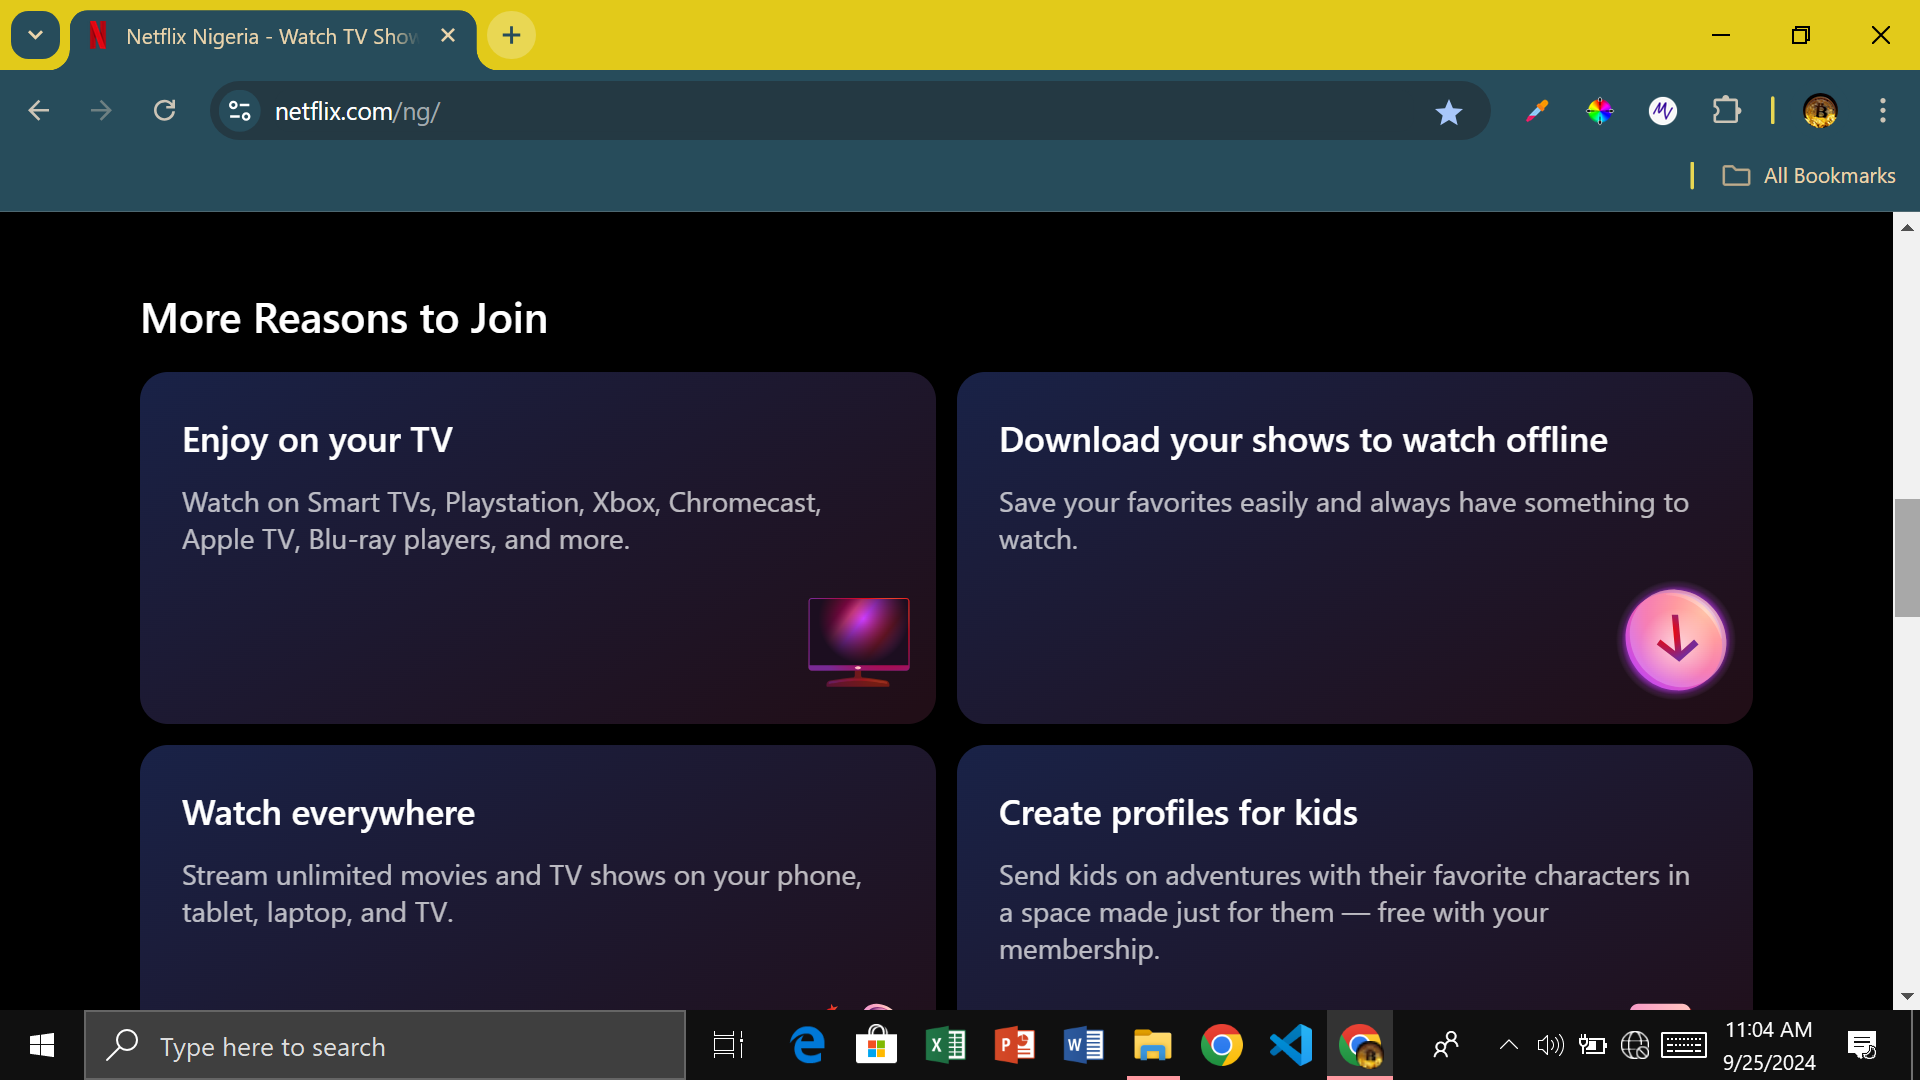 Netflix Nigeria - Watch TV Show
netflix.com/ng/
All Bookmarks
More Reasons to Join
Enjoy on your TV
Watch on Smart TVs, Playstation, Xbox, Chromecast,
Apple TV, Blu-ray players, and more.
Download your shows to watch offline
Save your favorites easily and always have something to
watch.
Watch everywhere
Stream unlimited movies and TV shows on your phone,
tablet, laptop, and TV.
Create profiles for kids
Send kids on adventures with their favorite characters in
a space made just for them — free with your
membership.
Type here to search
11:04 AM
9/25/2024